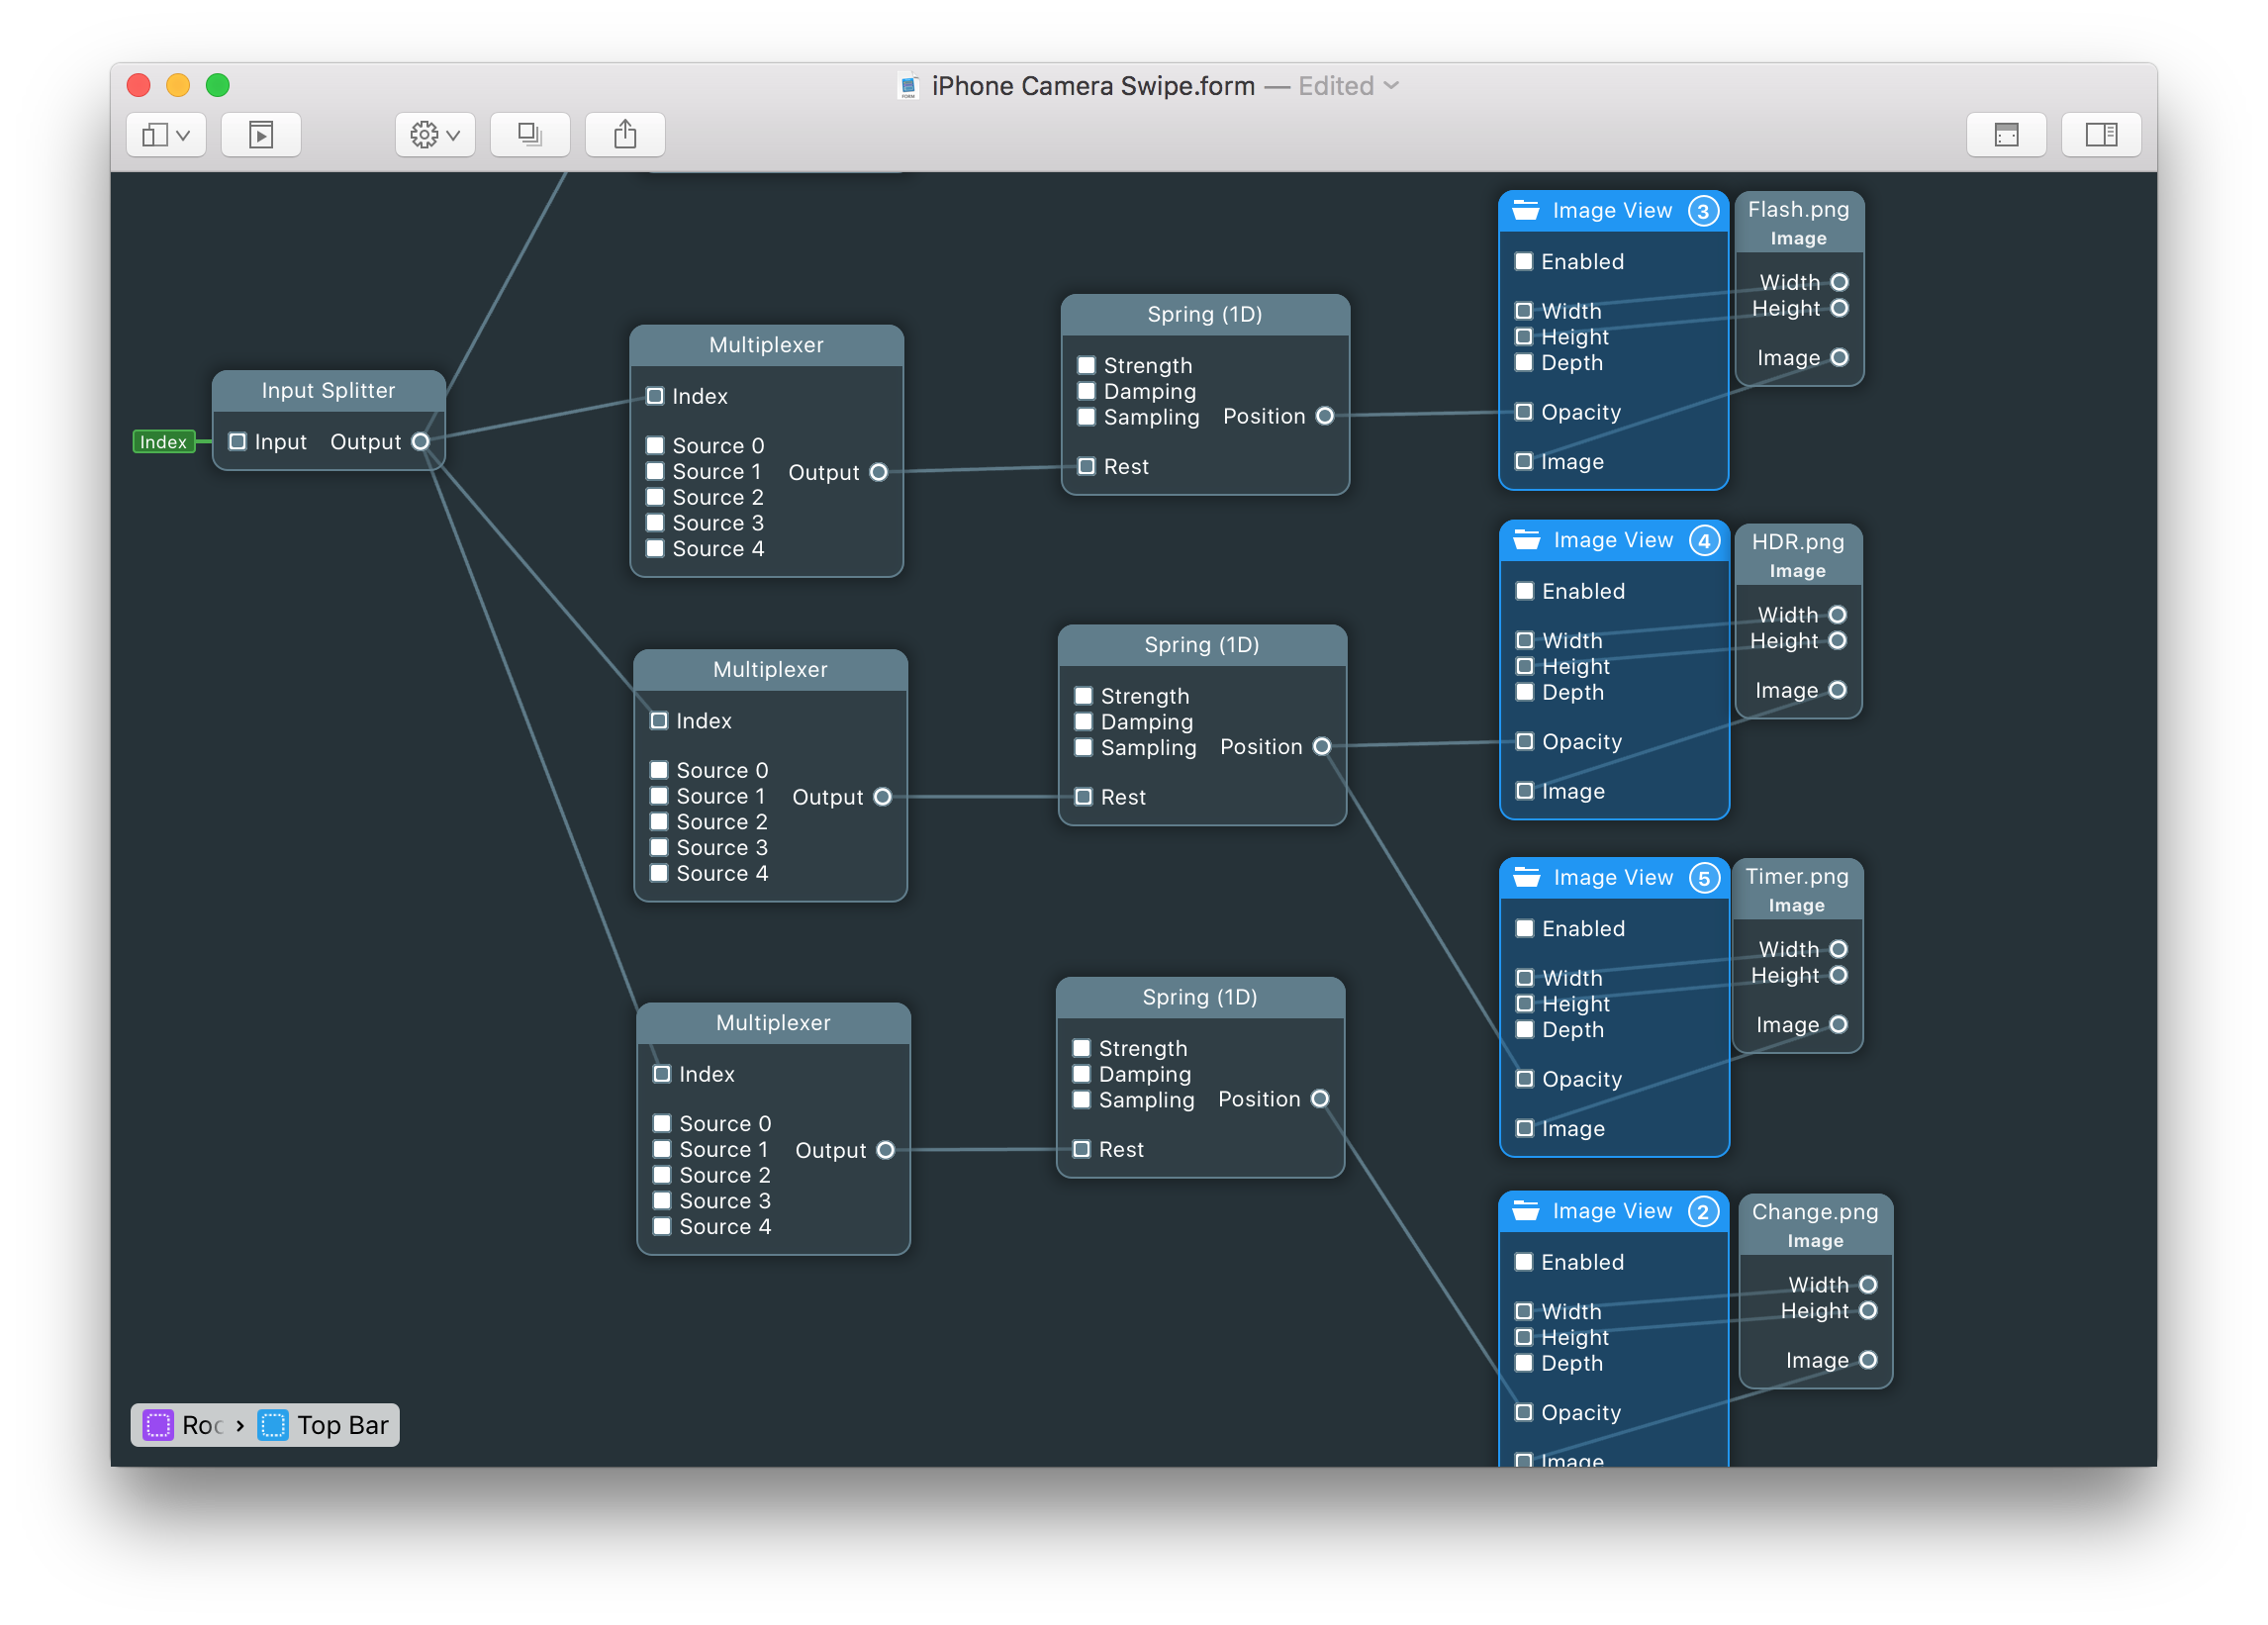 iPhone Camera Swipe.form — Edited
Index
Input Splitter
Input
Output
Multiplexer
Index
Source 0
Source 1
Source 2
Source 3
Source 4
Output
Spring (1D)
Strength
Damping
Sampling
Position
Rest
Image View 3
Enabled
Width
Height
Depth
Opacity
Image
Flash.png
Image
Width
Height
Image
Multiplexer
Index
Source 0
Source 1
Source 2
Source 3
Source 4
Output
Spring (1D)
Strength
Damping
Sampling
Position
Rest
Image View 4
Enabled
Width
Height
Depth
Opacity
Image
HDR.png
Image
Width
Height
Image
Image View 5
Enabled
Width
Height
Depth
Opacity
Image
Timer.png
Image
Width
Height
Image
Multiplexer
Index
Source 0
Source 1
Source 2
Source 3
Source 4
Output
Spring (1D)
Strength
Damping
Sampling
Position
Rest
Image View 2
Enabled
Width
Height
Depth
Opacity
Image
Change.png
Image
Width
Height
Image
Roo › Top Bar